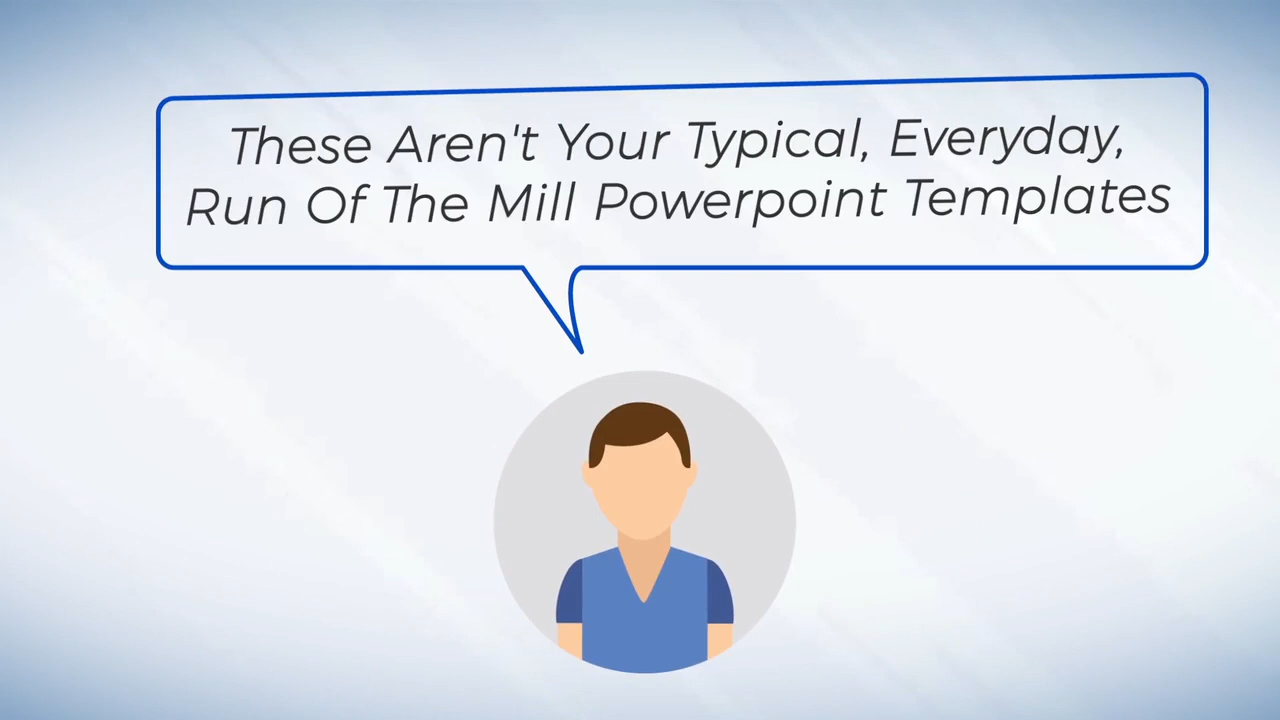 These Aren't Your Typical, Everyday,
Run Of The Mill Powerpoint Templates